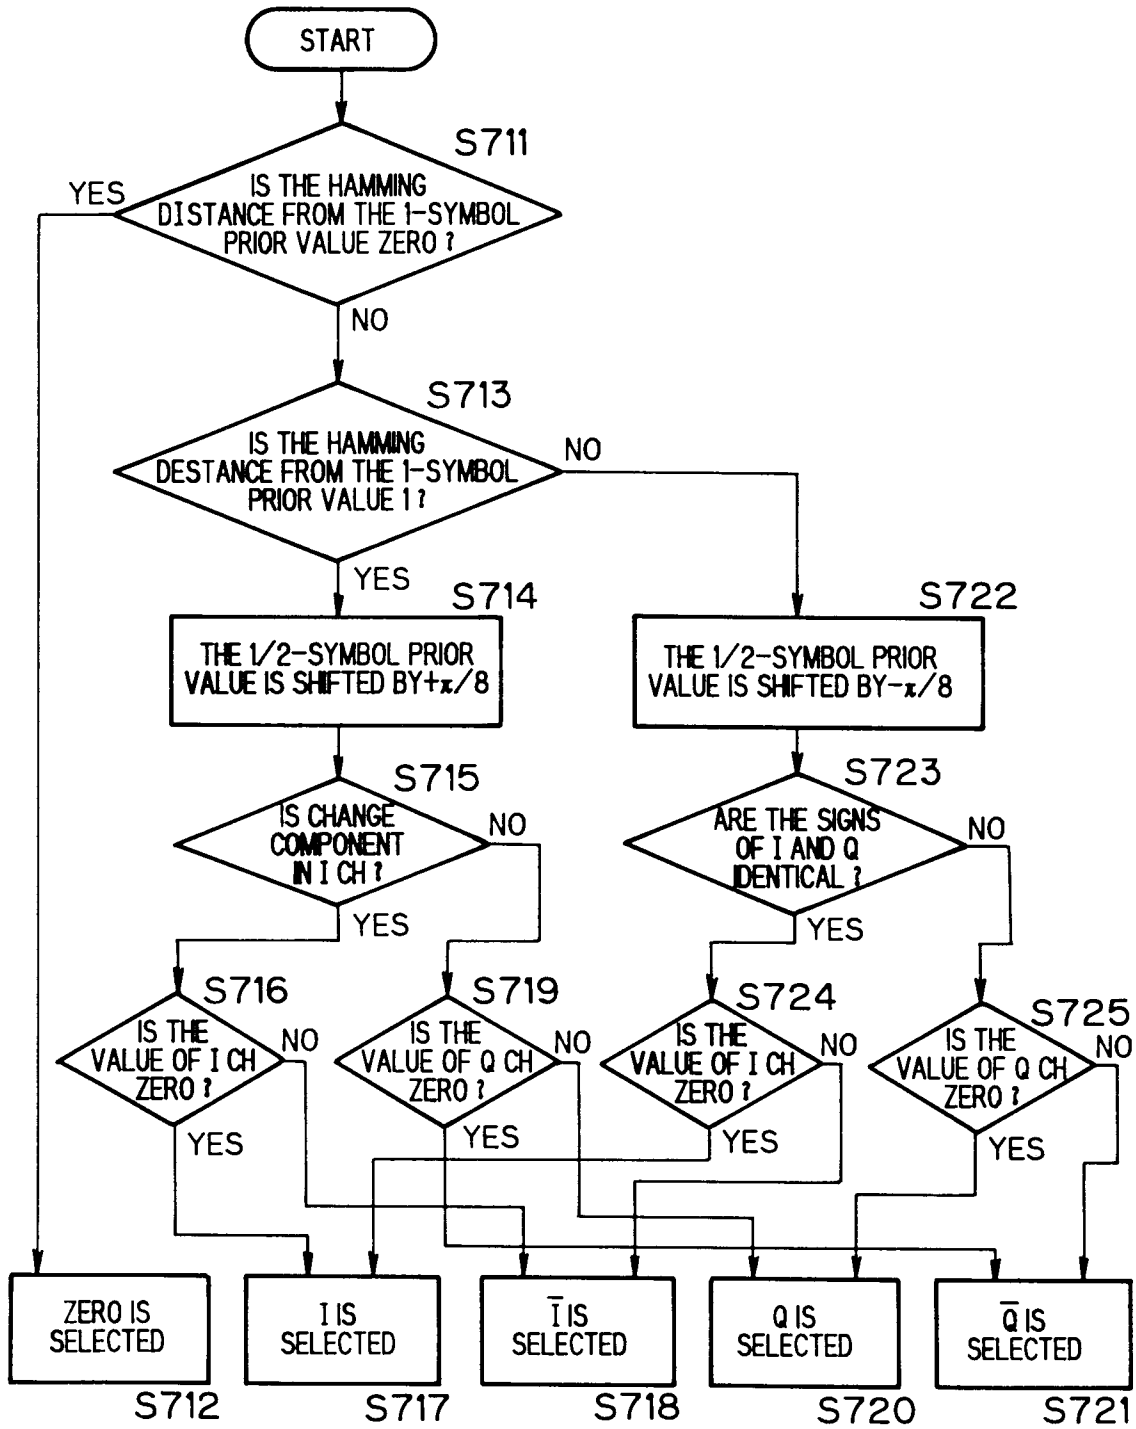 START
S711
YES
IS THE HAMMING
DISTANCE FROM THE 1-SYMBOL
PRIOR VALUE ZERO ?
NO
S713
IS THE HAMMING
DESTANCE FROM THE 1-SYMBOL
PRIOR VALUE 1 ?
NO
YES
S714
THE 1/2-SYMBOL PRIOR
VALUE IS SHIFTED BY+π/8
S722
THE 1/2-SYMBOL PRIOR
VALUE IS SHIFTED BY-π/8
S715
IS CHANGE
COMPONENT
IN I CH ?
NO
YES
S723
ARE THE SIGNS
OF I AND Q
IDENTICAL ?
NO
YES
S716
IS THE
VALUE OF I CH
ZERO ?
NO
YES
S719
IS THE
VALUE OF Q CH
ZERO ?
NO
YES
S724
IS THE
VALUE OF I CH
ZERO ?
NO
YES
S725
IS THE
VALUE OF Q CH
ZERO ?
NO
YES
ZERO IS
SELECTED
S712
I IS
SELECTED
S717
I̅ IS
SELECTED
S718
Q IS
SELECTED
S720
Q̅ IS
SELECTED
S721